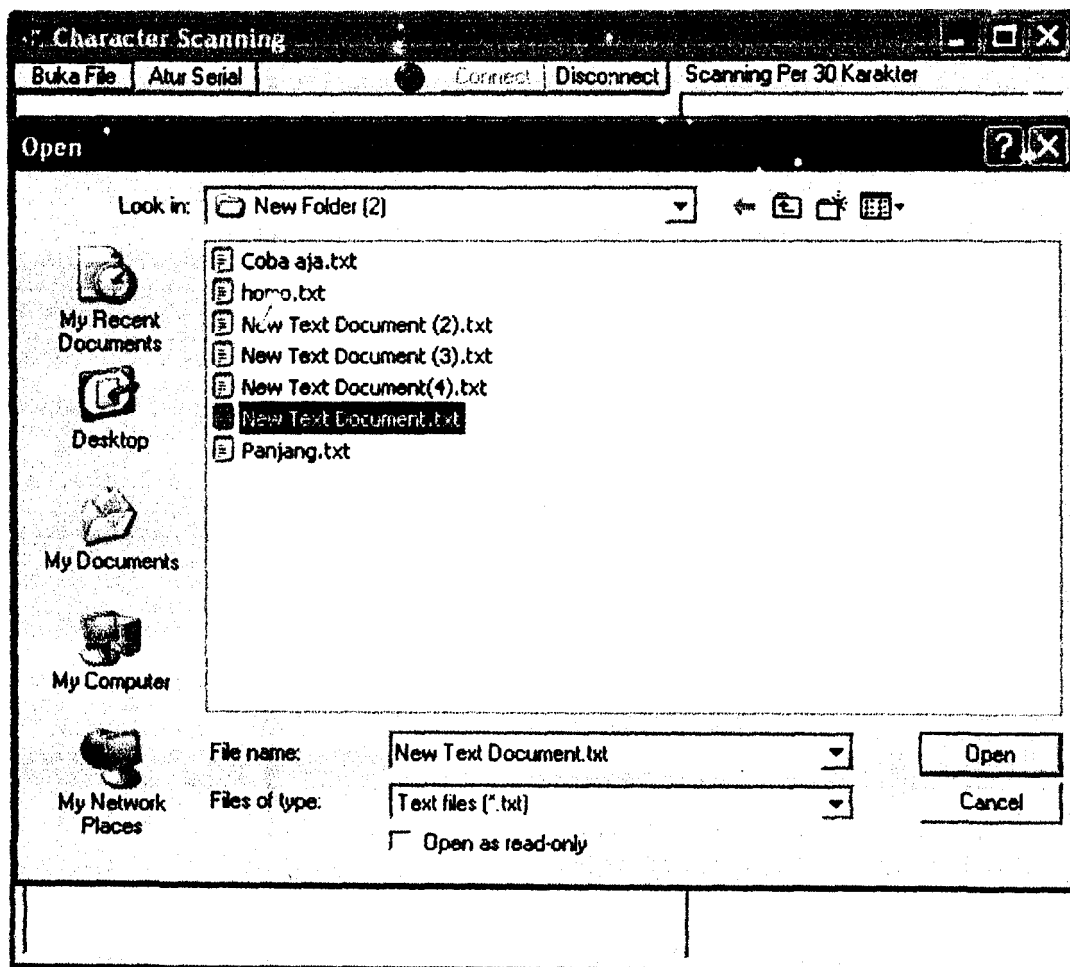 Character Scanning
Buka File Atur Serial Connect Disconnect Scanning Per 30 Karakter
Open
Look in: New Folder (2)
Coba aja.txt
New Text Document (2).txt
New Text Document (3).txt
New Text Document(4).txt
New Text Document.txt
Panjang.txt
My Recent
Documents
Desktop
My Documents
My Computer
My Network
Places
File name: New Text Document.txt Open
Files of type: Text files (*.txt) Cancel
Open as read-only